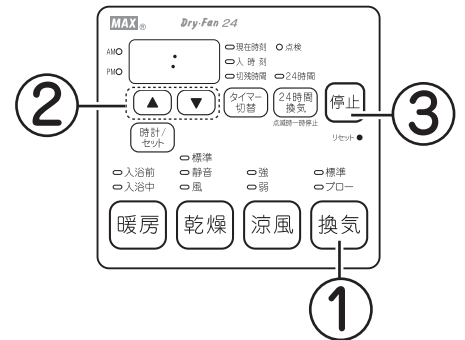 MAX® Dry・Fan 24
AM
PM
:
現在時刻 点検
入時刻
切残時間 24時間
② ▲ ▼ タイマー切替 24時間換気 停止 ③
点滅時一時停止
時計/セット
リセット
標準
入浴前 静音 強 標準
入浴中 風 弱 ブロー
暖房 乾燥 涼風 換気
①